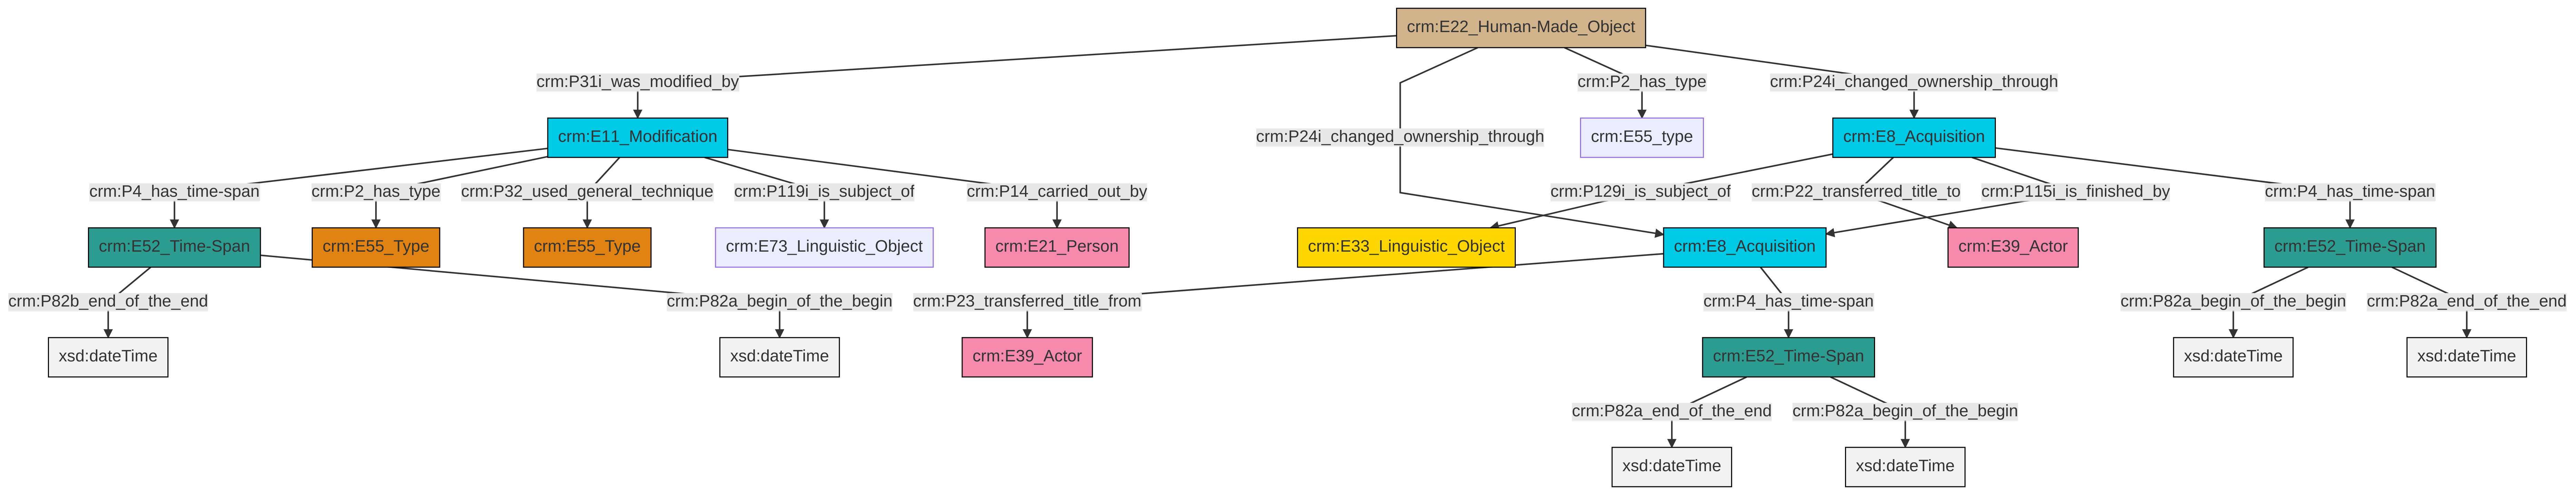 crm:E22_Human-Made_Object
crm:P31i_was_modified_by
crm:P2_has_type
crm:P24i_changed_ownership_through
crm:E11_Modification
crm:P24i_changed_ownership_through
crm:E55_type
crm:E8_Acquisition
crm:P4_has_time-span
crm:P2_has_type
crm:P32_used_general_technique
crm:P119i_is_subject_of
crm:P14_carried_out_by
crm:P129i_is_subject_of
crm:P22_transferred_title_to
crm:P115i_is_finished_by
crm:P4_has_time-span
crm:E52_Time-Span
crm:E55_Type
crm:E55_Type
crm:E73_Linguistic_Object
crm:E21_Person
crm:E33_Linguistic_Object
crm:E8_Acquisition
crm:E39_Actor
crm:E52_Time-Span
crm:P82b_end_of_the_end
crm:P82a_begin_of_the_begin
crm:P23_transferred_title_from
crm:P4_has_time-span
crm:P82a_begin_of_the_begin
crm:P82a_end_of_the_end
xsd:dateTime
xsd:dateTime
crm:E39_Actor
crm:E52_Time-Span
xsd:dateTime
xsd:dateTime
crm:P82a_end_of_the_end
crm:P82a_begin_of_the_begin
xsd:dateTime
xsd:dateTime